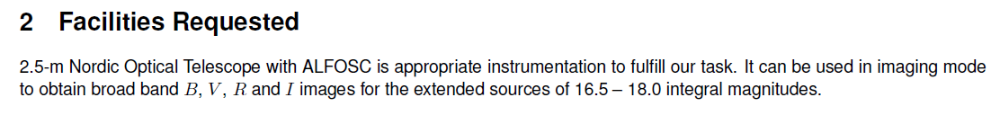 2 Facilities Requested
2.5-m Nordic Optical Telescope with ALFOSC is appropriate instrumentation to fulfill our task. It can be used in imaging mode
to obtain broad band B, V, R and I images for the extended sources of 16.5 – 18.0 integral magnitudes.